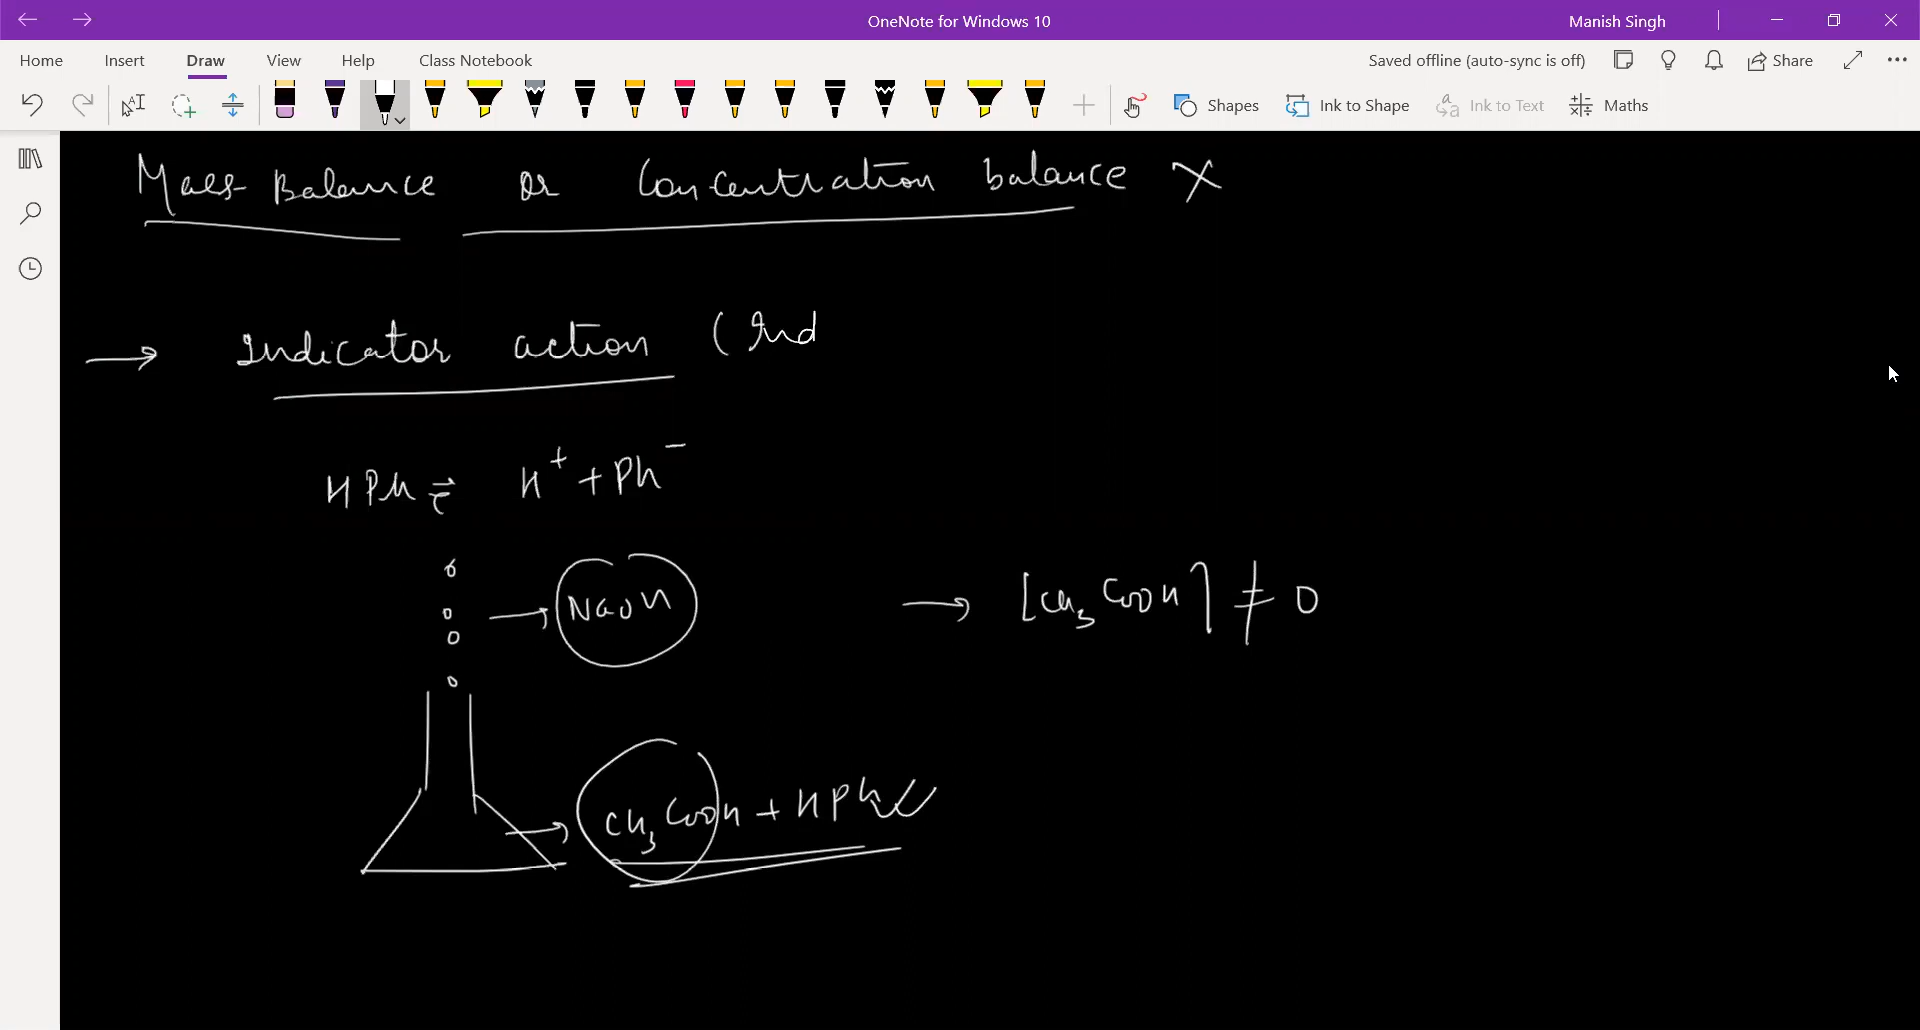 OneNote for Windows 10
Manish Singh
Home Insert Draw View Help Class Notebook
Saved offline (auto-sync is off) Share
Shapes Ink to Shape Ink to Text Maths
Mass Balance or Concentration balance X
→ Indicator action (Ind
HPh ⇌ H⁺ + Ph⁻
→ NaOH
→ [CH₃COOH] ≠ 0
→ CH₃COOH + HPh ✓